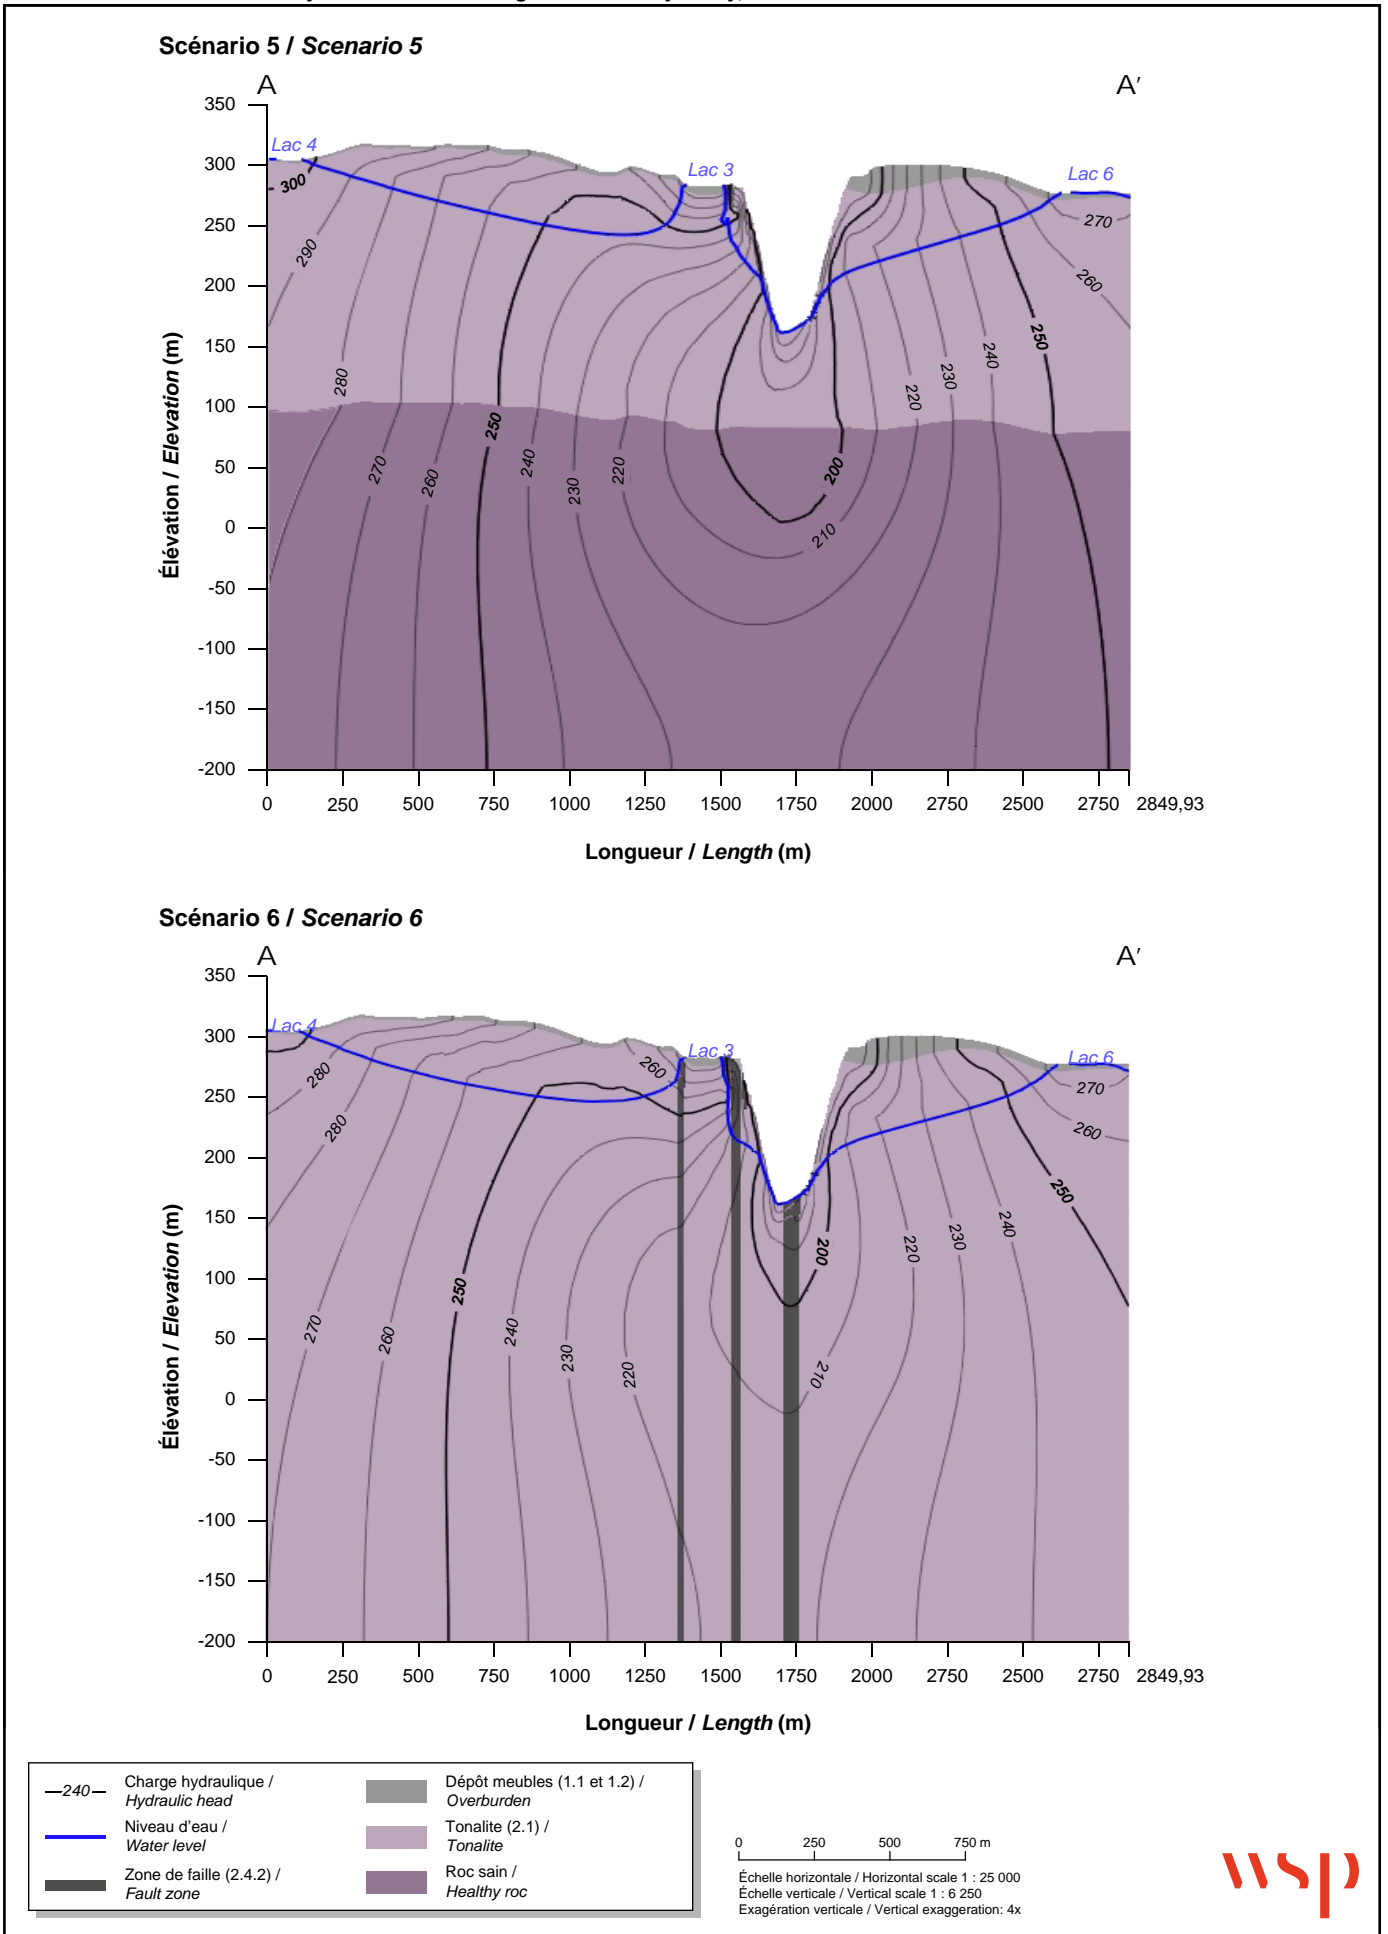 Scénario 5 / Scenario 5
A A′
350
300
250
200
150
100
50
0
-50
-100
-150
-200
Élévation / Elevation (m)
Lac 4
Lac 3
Lac 6
300
290
280
270
260
250
240
230
220
210
200
220
230
240
250
260
270
0 250 500 750 1000 1250 1500 1750 2000 2750 2500 2750 2849,93
Longueur / Length (m)
Scénario 6 / Scenario 6
A A′
350
300
250
200
150
100
50
0
-50
-100
-150
-200
Élévation / Elevation (m)
Lac 4
Lac 3
Lac 6
280
280
270
260
250
240
230
220
260
210
200
220
230
240
250
260
270
0 250 500 750 1000 1250 1500 1750 2000 2750 2500 2750 2849,93
Longueur / Length (m)
240
Charge hydraulique /
Hydraulic head
Niveau d'eau /
Water level
Zone de faille (2.4.2) /
Fault zone
Dépôt meubles (1.1 et 1.2) /
Overburden
Tonalite (2.1) /
Tonalite
Roc sain /
Healthy roc
0 250 500 750 m
Échelle horizontale / Horizontal scale 1 : 25 000
Échelle verticale / Vertical scale 1 : 6 250
Exagération verticale / Vertical exaggeration: 4x
wsp